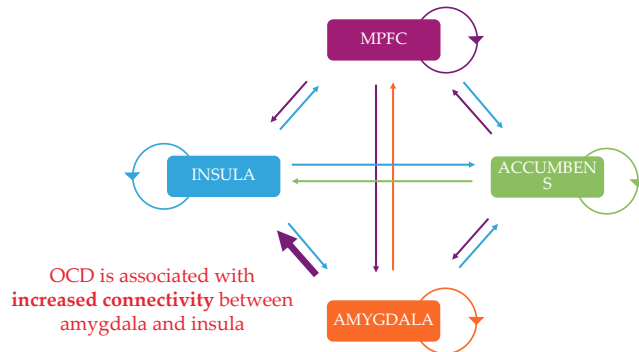 MPFC
INSULA
ACCUMBEN
S
OCD is associated with
increased connectivity between
amygdala and insula
AMYGDALA